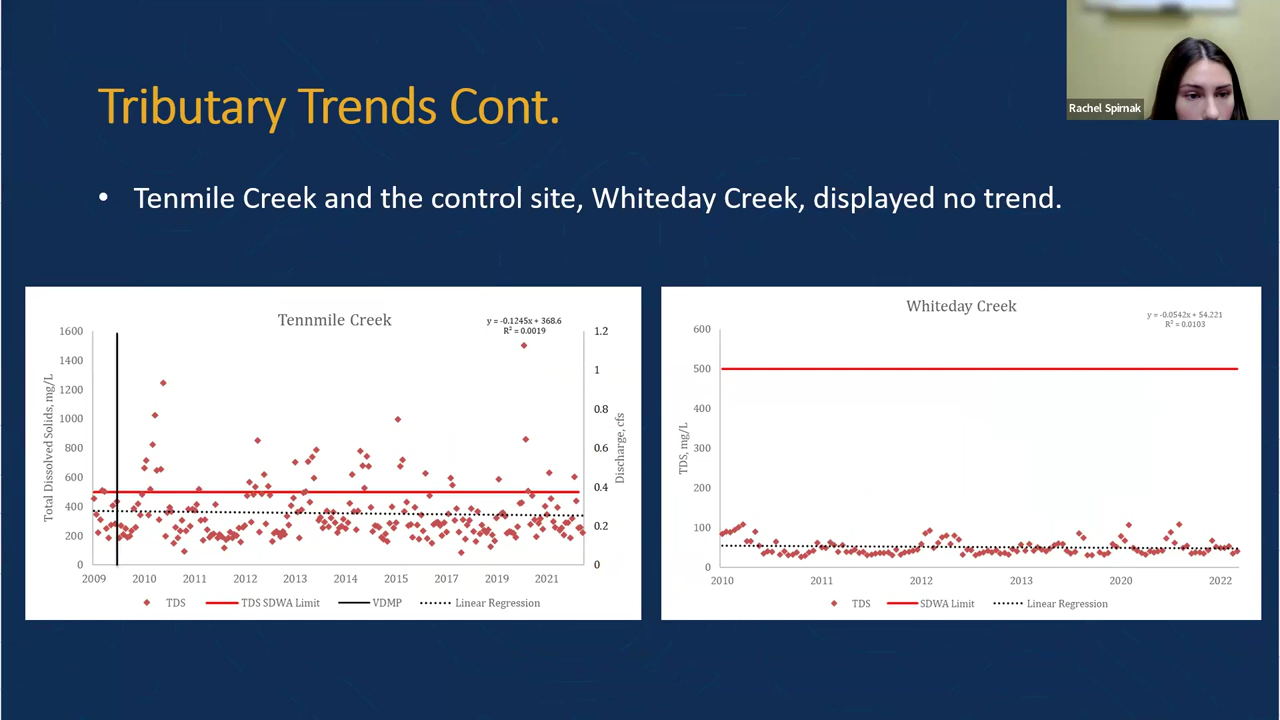 Rachel Spirnak
Tributary Trends Cont.
• Tenmile Creek and the control site, Whiteday Creek, displayed no trend.
Tennmile Creek
y = -0.1245x + 368.6
R² = 0.0019
Total Dissolved Solids, mg/L
1600
1400
1200
1000
800
600
400
200
0
1.2
1
0.8
0.6
0.4
0.2
0
Discharge, cfs
2009 2010 2011 2012 2013 2014 2015 2017 2019 2021
TDS TDS SDWA Limit VDMP Linear Regression
Whiteday Creek
y = -0.0542x + 54.221
R² = 0.0103
TDS, mg/L
600
500
400
300
200
100
0
2010 2011 2012 2013 2020 2022
TDS SDWA Limit Linear Regression